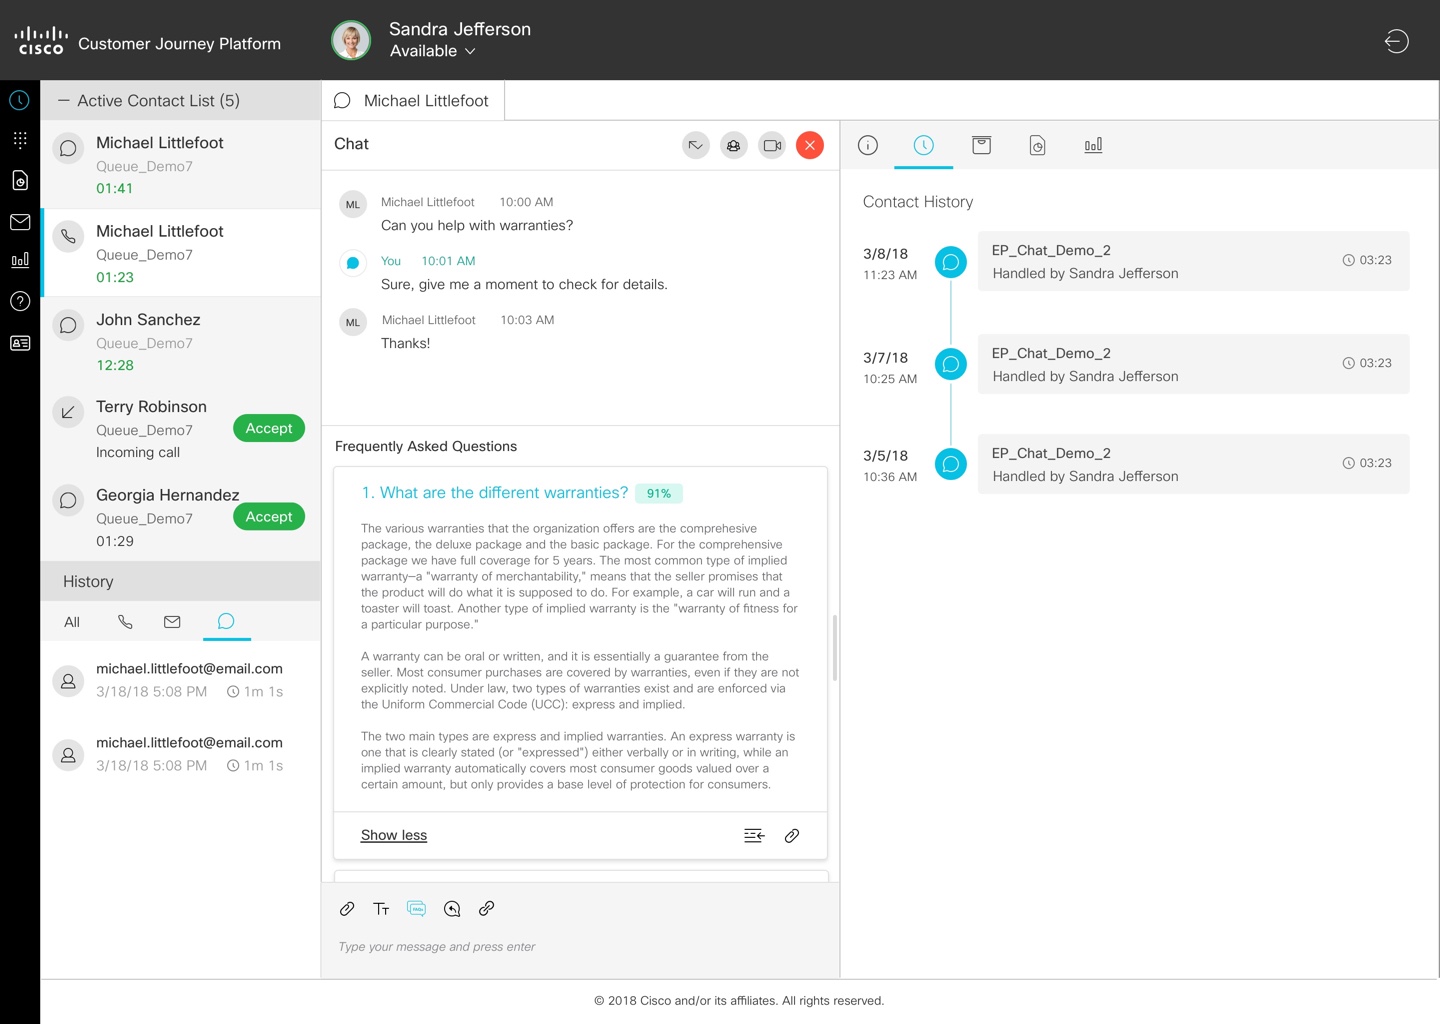 CISCO
Customer Journey Platform
Sandra Jefferson
Available
Active Contact List (5)
Michael Littlefoot
Queue_Demo7
01:41
Michael Littlefoot
Queue_Demo7
01:23
John Sanchez
Queue_Demo7
12:28
Terry Robinson
Queue_Demo7
Incoming call
Accept
Georgia Hernandez
Queue_Demo7
01:29
Accept
History
All
michael.littlefoot@email.com
3/18/18 5:08 PM 1m 1s
michael.littlefoot@email.com
3/18/18 5:08 PM 1m 1s
Michael Littlefoot
Chat
ML
Michael Littlefoot 10:00 AM
Can you help with warranties?
You 10:01 AM
Sure, give me a moment to check for details.
ML
Michael Littlefoot 10:03 AM
Thanks!
Frequently Asked Questions
1. What are the different warranties? 91%
The various warranties that the organization offers are the comprehesive
package, the deluxe package and the basic package. For the comprehensive
package we have full coverage for 5 years. The most common type of implied
warranty—a "warranty of merchantability," means that the seller promises that
the product will do what it is supposed to do. For example, a car will run and a
toaster will toast. Another type of implied warranty is the "warranty of fitness for
a particular purpose."
A warranty can be oral or written, and it is essentially a guarantee from the
seller. Most consumer purchases are covered by warranties, even if they are not
explicitly noted. Under law, two types of warranties exist and are enforced via
the Uniform Commercial Code (UCC): express and implied.
The two main types are express and implied warranties. An express warranty is
one that is clearly stated (or "expressed") either verbally or in writing, while an
implied warranty automatically covers most consumer goods valued over a
certain amount, but only provides a base level of protection for consumers.
Show less
Tт
FAQs
Type your message and press enter
Contact History
3/8/18
11:23 AM
EP_Chat_Demo_2
Handled by Sandra Jefferson
03:23
3/7/18
10:25 AM
EP_Chat_Demo_2
Handled by Sandra Jefferson
03:23
3/5/18
10:36 AM
EP_Chat_Demo_2
Handled by Sandra Jefferson
03:23
© 2018 Cisco and/or its affiliates. All rights reserved.